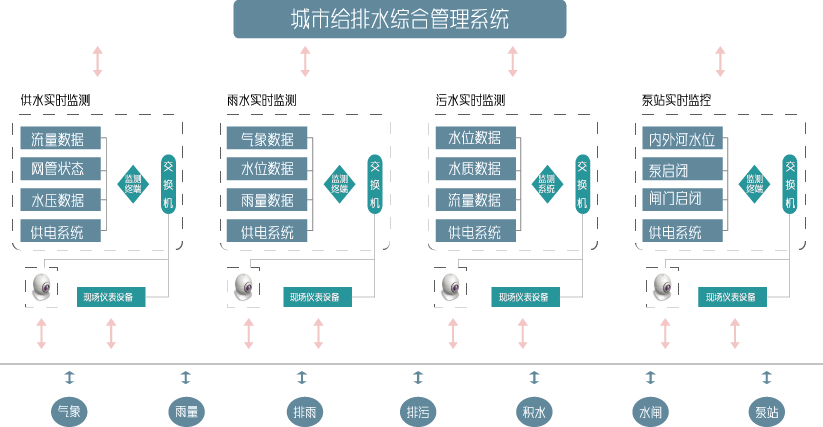 城市给排水综合管理系统
供水实时监测
流量数据
网管状态
水压数据
供电系统
监测
终端
交
换
机
现场仪表设备
雨水实时监测
气象数据
水位数据
雨量数据
供电系统
监测
终端
交
换
机
现场仪表设备
污水实时监测
水位数据
水质数据
流量数据
供电系统
监测
系统
交
换
机
现场仪表设备
泵站实时监控
内外河水位
泵启闭
闸门启闭
供电系统
监测
终端
交
换
机
现场仪表设备
气象
雨量
排雨
排污
积水
水闸
泵站